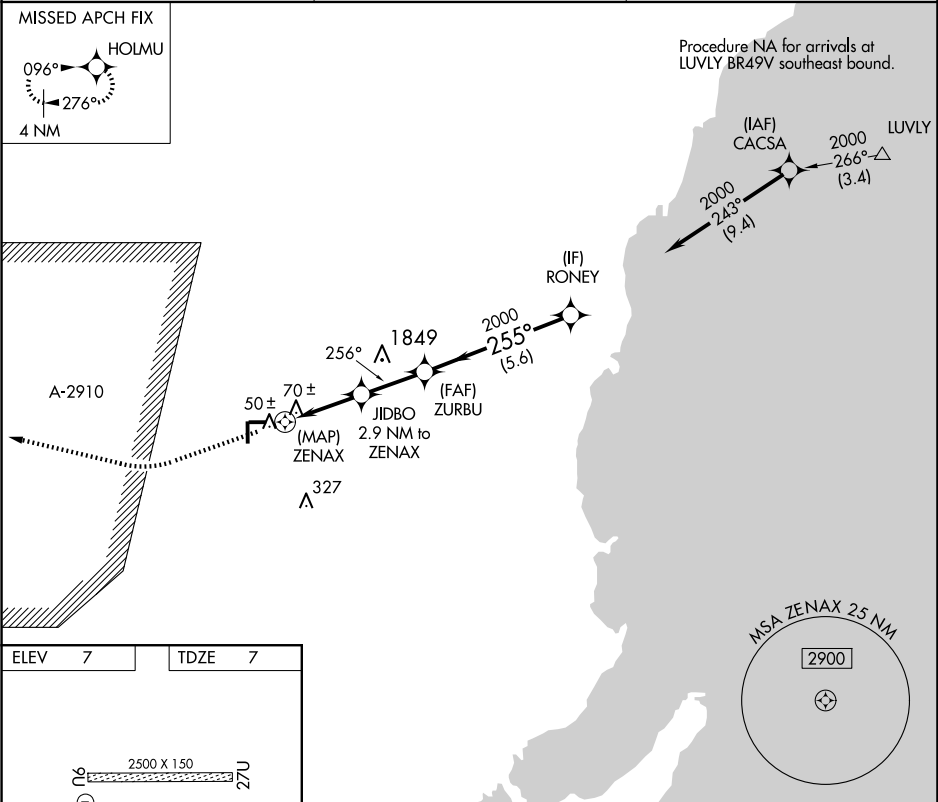 MISSED APCH FIX
HOLMU
096°
276°
4 NM
Procedure NA for arrivals at
LUVLY BR49V southeast bound.
(IAF)
CACSA
2000
266°
(3.4)
LUVLY
2000
243°
(9.4)
(IF)
RONEY
2000
255°
(5.6)
1849
256°
(FAF)
ZURBU
A-2910
70 ±
50 ±
JIDBO
2.9 NM to
ZENAX
(MAP)
ZENAX
327
MSA ZENAX 25 NM
2900
ELEV 7
TDZE 7
2500 X 150
9U
27U